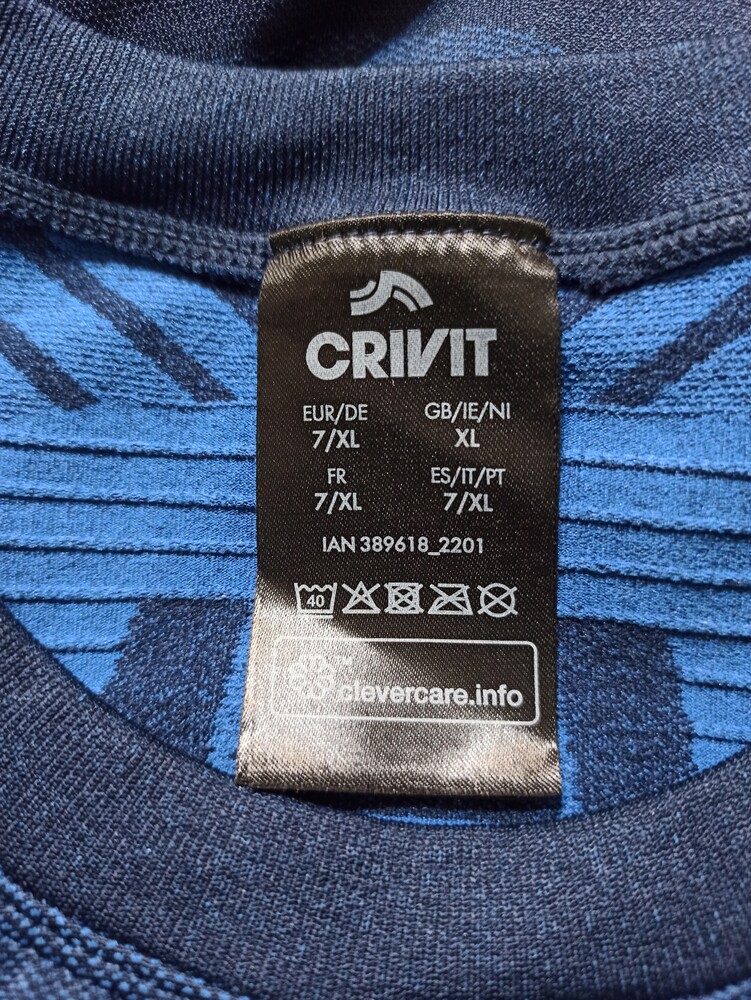 CRIVIT
EUR/DE GB/IE/NI
7/XL XL
FR ES/IT/PT
7/XL 7/XL
IAN 389618_2201
40
clevercare.info